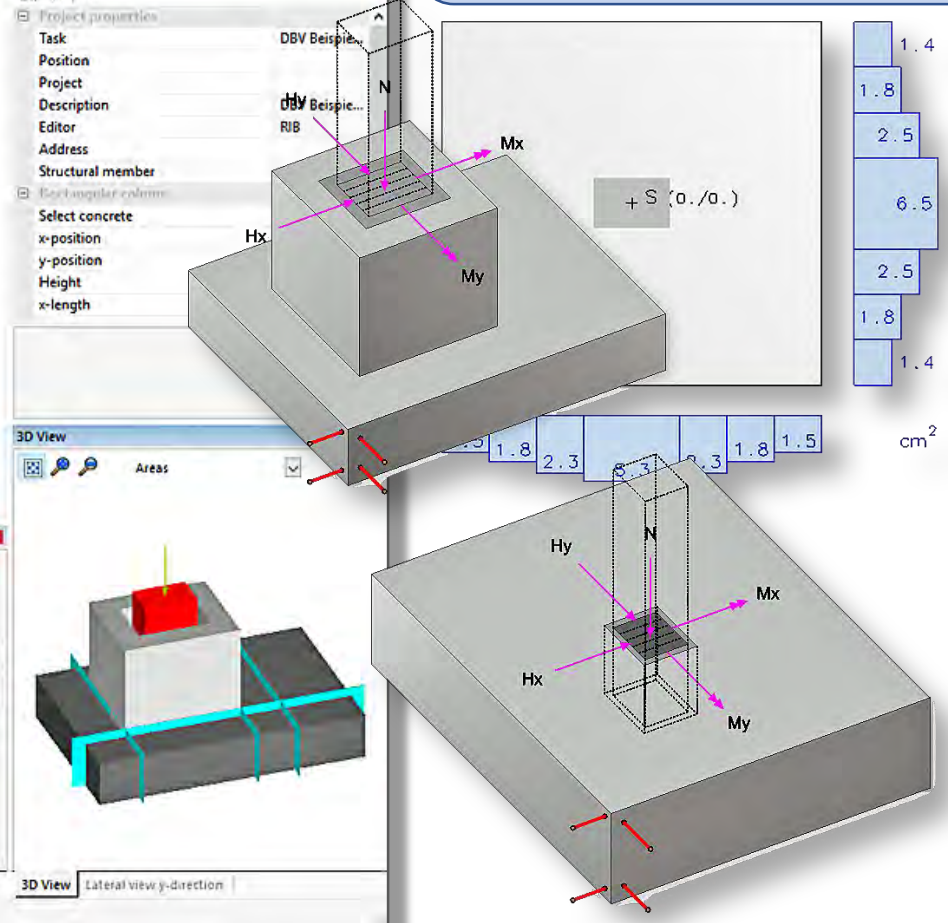 Project properties
Task DBV Beispie...
Position
Project
Description DBV Beispie...
Editor RIB
Address
Structural member
Rectangular column
Select concrete
x-position
y-position
Height
x-length
Hy
N
Mx
Hx
My
S (0./0.)
1.4
1.8
2.5
6.5
2.5
1.8
1.4
cm²
1.8
2.3
1.8
1.5
3D View
Areas
Hy
N
Mx
Hx
My
3D View Lateral view y-direction